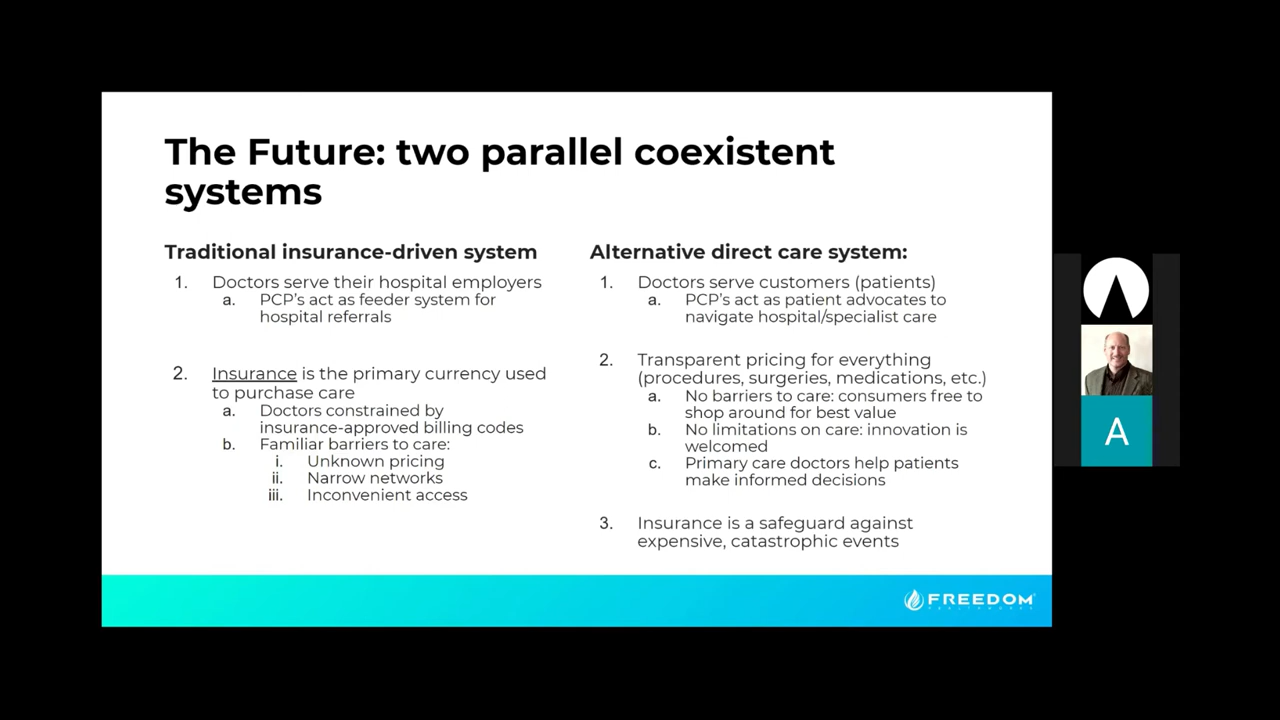 The Future: two parallel coexistent
systems
Traditional insurance-driven system
1. Doctors serve their hospital employers
a. PCP's act as feeder system for
hospital referrals
2. Insurance is the primary currency used
to purchase care
a. Doctors constrained by
insurance-approved billing codes
b. Familiar barriers to care:
i. Unknown pricing
ii. Narrow networks
iii. Inconvenient access
Alternative direct care system:
1. Doctors serve customers (patients)
a. PCP's act as patient advocates to
navigate hospital/specialist care
2. Transparent pricing for everything
(procedures, surgeries, medications, etc.)
a. No barriers to care: consumers free to
shop around for best value
b. No limitations on care: innovation is
welcomed
c. Primary care doctors help patients
make informed decisions
3. Insurance is a safeguard against
expensive, catastrophic events
FREEDOM
A